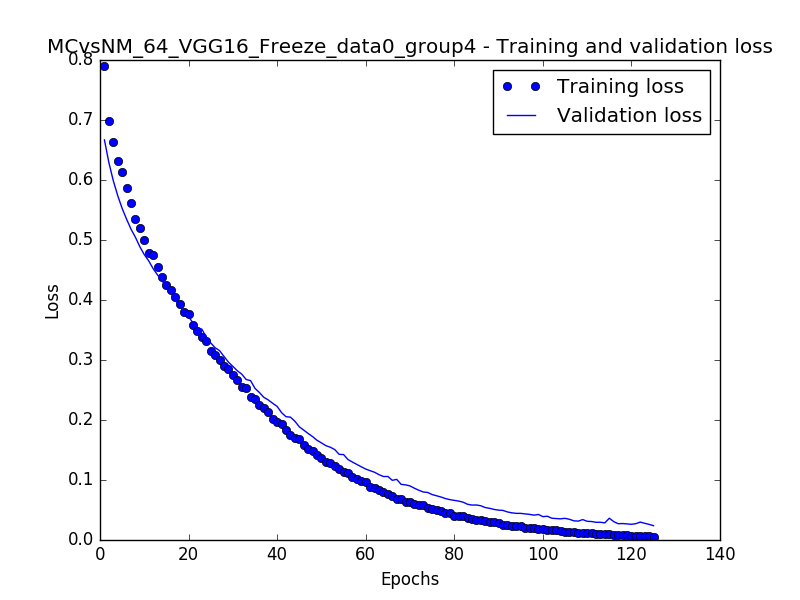 MCvsNM_64_VGG16_Freeze_data0_group4 - Training and validation loss
Training loss
Validation loss
0.8
0.7
0.6
0.5
0.4
0.3
0.2
0.1
0.0
Loss
0 20 40 60 80 100 120 140
Epochs